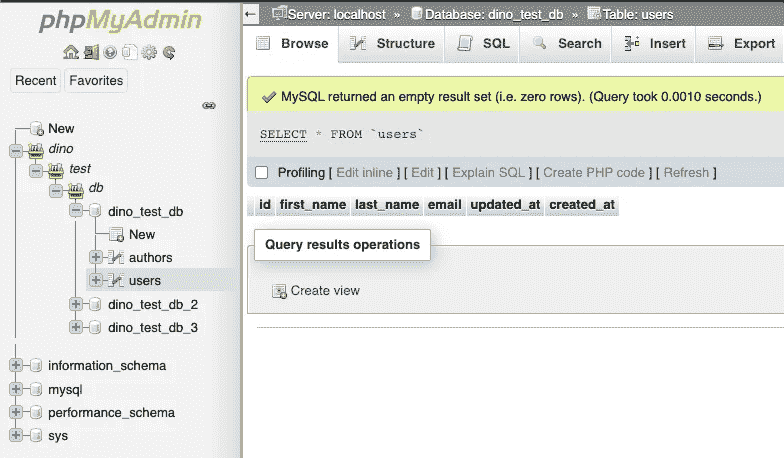 phpMyAdmin
Recent Favorites
New
dino
test
db
dino_test_db
New
authors
users
dino_test_db_2
dino_test_db_3
information_schema
mysql
performance_schema
sys
Server: localhost » Database: dino_test_db » Table: users
Browse Structure SQL Search Insert Export
MySQL returned an empty result set (i.e. zero rows). (Query took 0.0010 seconds.)
SELECT * FROM `users`
Profiling [ Edit inline ] [ Edit ] [ Explain SQL ] [ Create PHP code ] [ Refresh ]
id first_name last_name email updated_at created_at
Query results operations
Create view